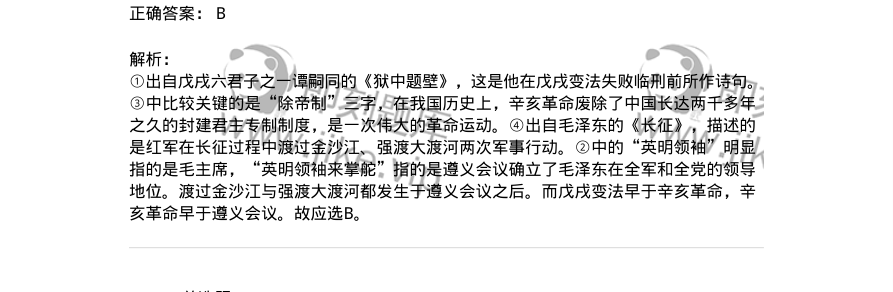 正确答案： B
解析：
①出自戊戌六君子之一谭嗣同的《狱中题壁》，这是他在戊戌变法失败临刑前所作诗句。
③中比较关键的是“除帝制”三字，在我国历史上，辛亥革命废除了中国长达两千多年
之久的封建君主专制制度，是一次伟大的革命运动。④出自毛泽东的《长征》，描述的
是红军在长征过程中渡过金沙江、强渡大渡河两次军事行动。②中的“英明领袖”明显
指的是毛主席，“英明领袖来掌舵”指的是遵义会议确立了毛泽东在全军和全党的领导
地位。渡过金沙江与强渡大渡河都发生于遵义会议之后。而戊戌变法早于辛亥革命，辛
亥革命早于遵义会议。故应选B。
即刻题库
www.jike.vip